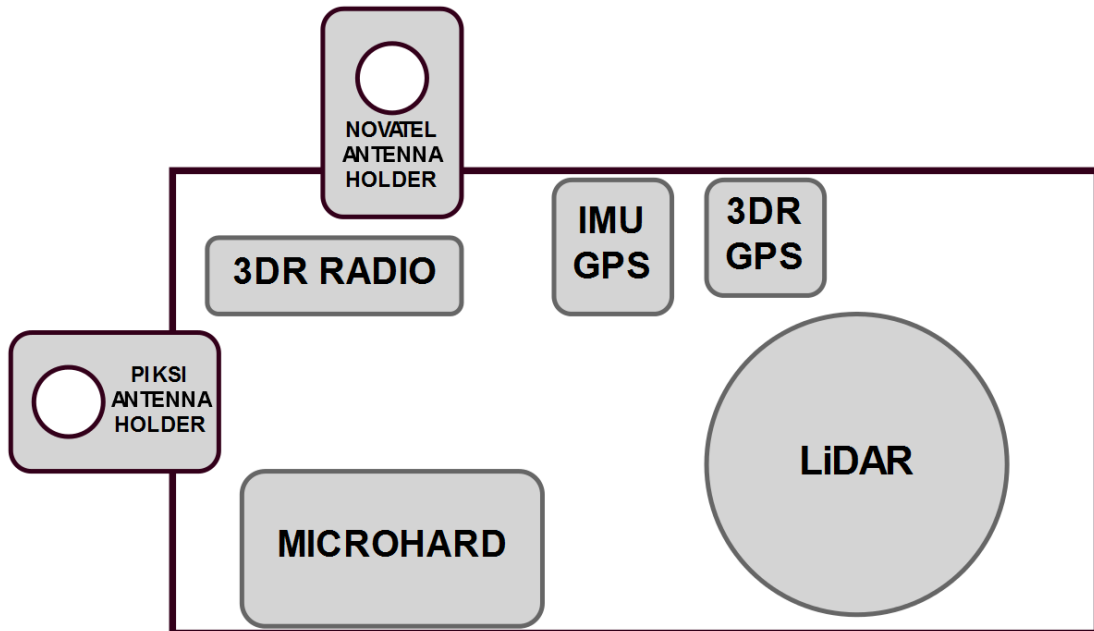 NOVATEL
ANTENNA
HOLDER
IMU
GPS
3DR
GPS
3DR RADIO
PIKSI
ANTENNA
HOLDER
LiDAR
MICROHARD